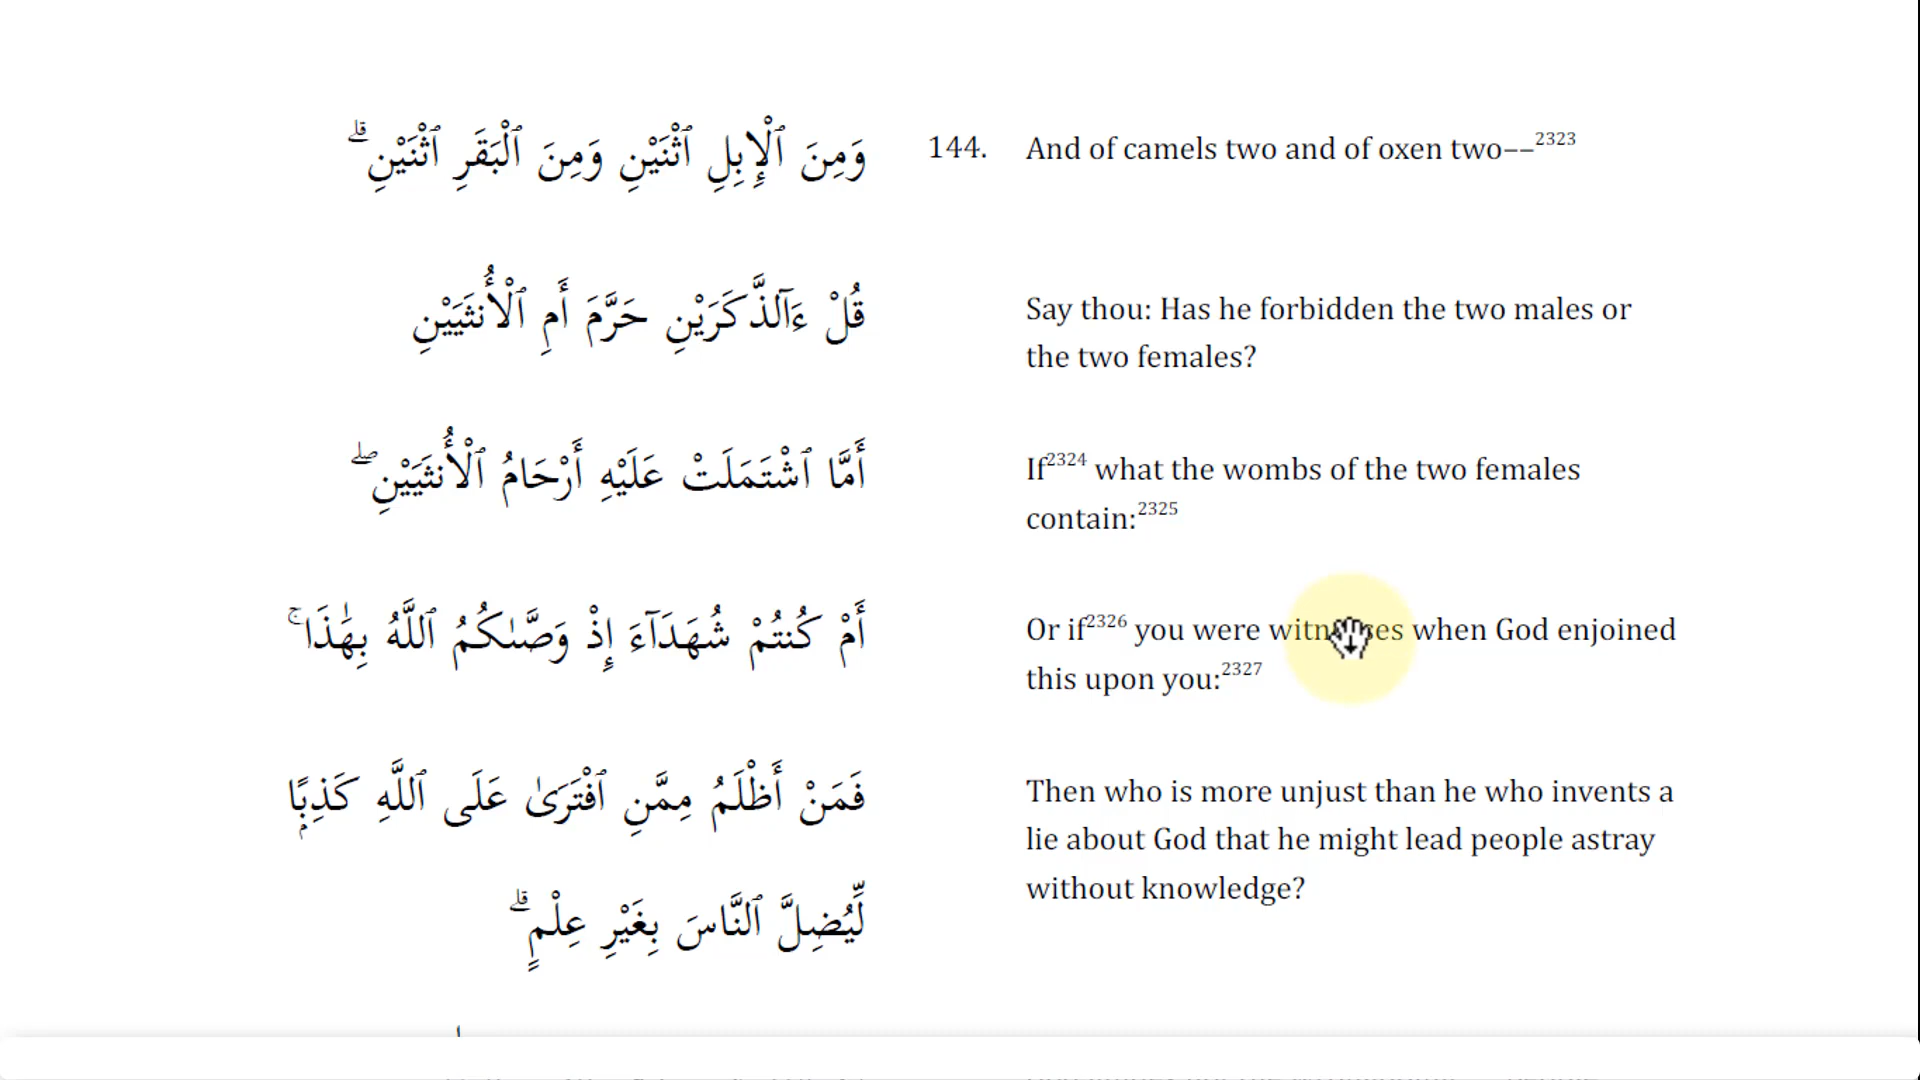 وَمِنَ ٱلْإِبِلِ ٱثْنَيْنِ وَمِنَ ٱلْبَقَرِ ٱثْنَيْنِ ۗ
144. And of camels two and of oxen two––2323
قُلْ ءَآلذَّكَرَيْنِ حَرَّمَ أَمِ ٱلْأُنثَيَيْنِ
Say thou: Has he forbidden the two males or
the two females?
أَمَّا ٱشْتَمَلَتْ عَلَيْهِ أَرْحَامُ ٱلْأُنثَيَيْنِ ۖ
If2324 what the wombs of the two females
contain:2325
أَمْ كُنتُمْ شُهَدَآءَ إِذْ وَصَّىٰكُمُ ٱللَّهُ بِهَٰذَا ۚ
Or if2326 you were witnesses when God enjoined
this upon you:2327
فَمَنْ أَظْلَمُ مِمَّنِ ٱفْتَرَىٰ عَلَى ٱللَّهِ كَذِبًۭا
Then who is more unjust than he who invents a
lie about God that he might lead people astray
without knowledge?
لِّيُضِلَّ ٱلنَّاسَ بِغَيْرِ عِلْمٍ ۗ